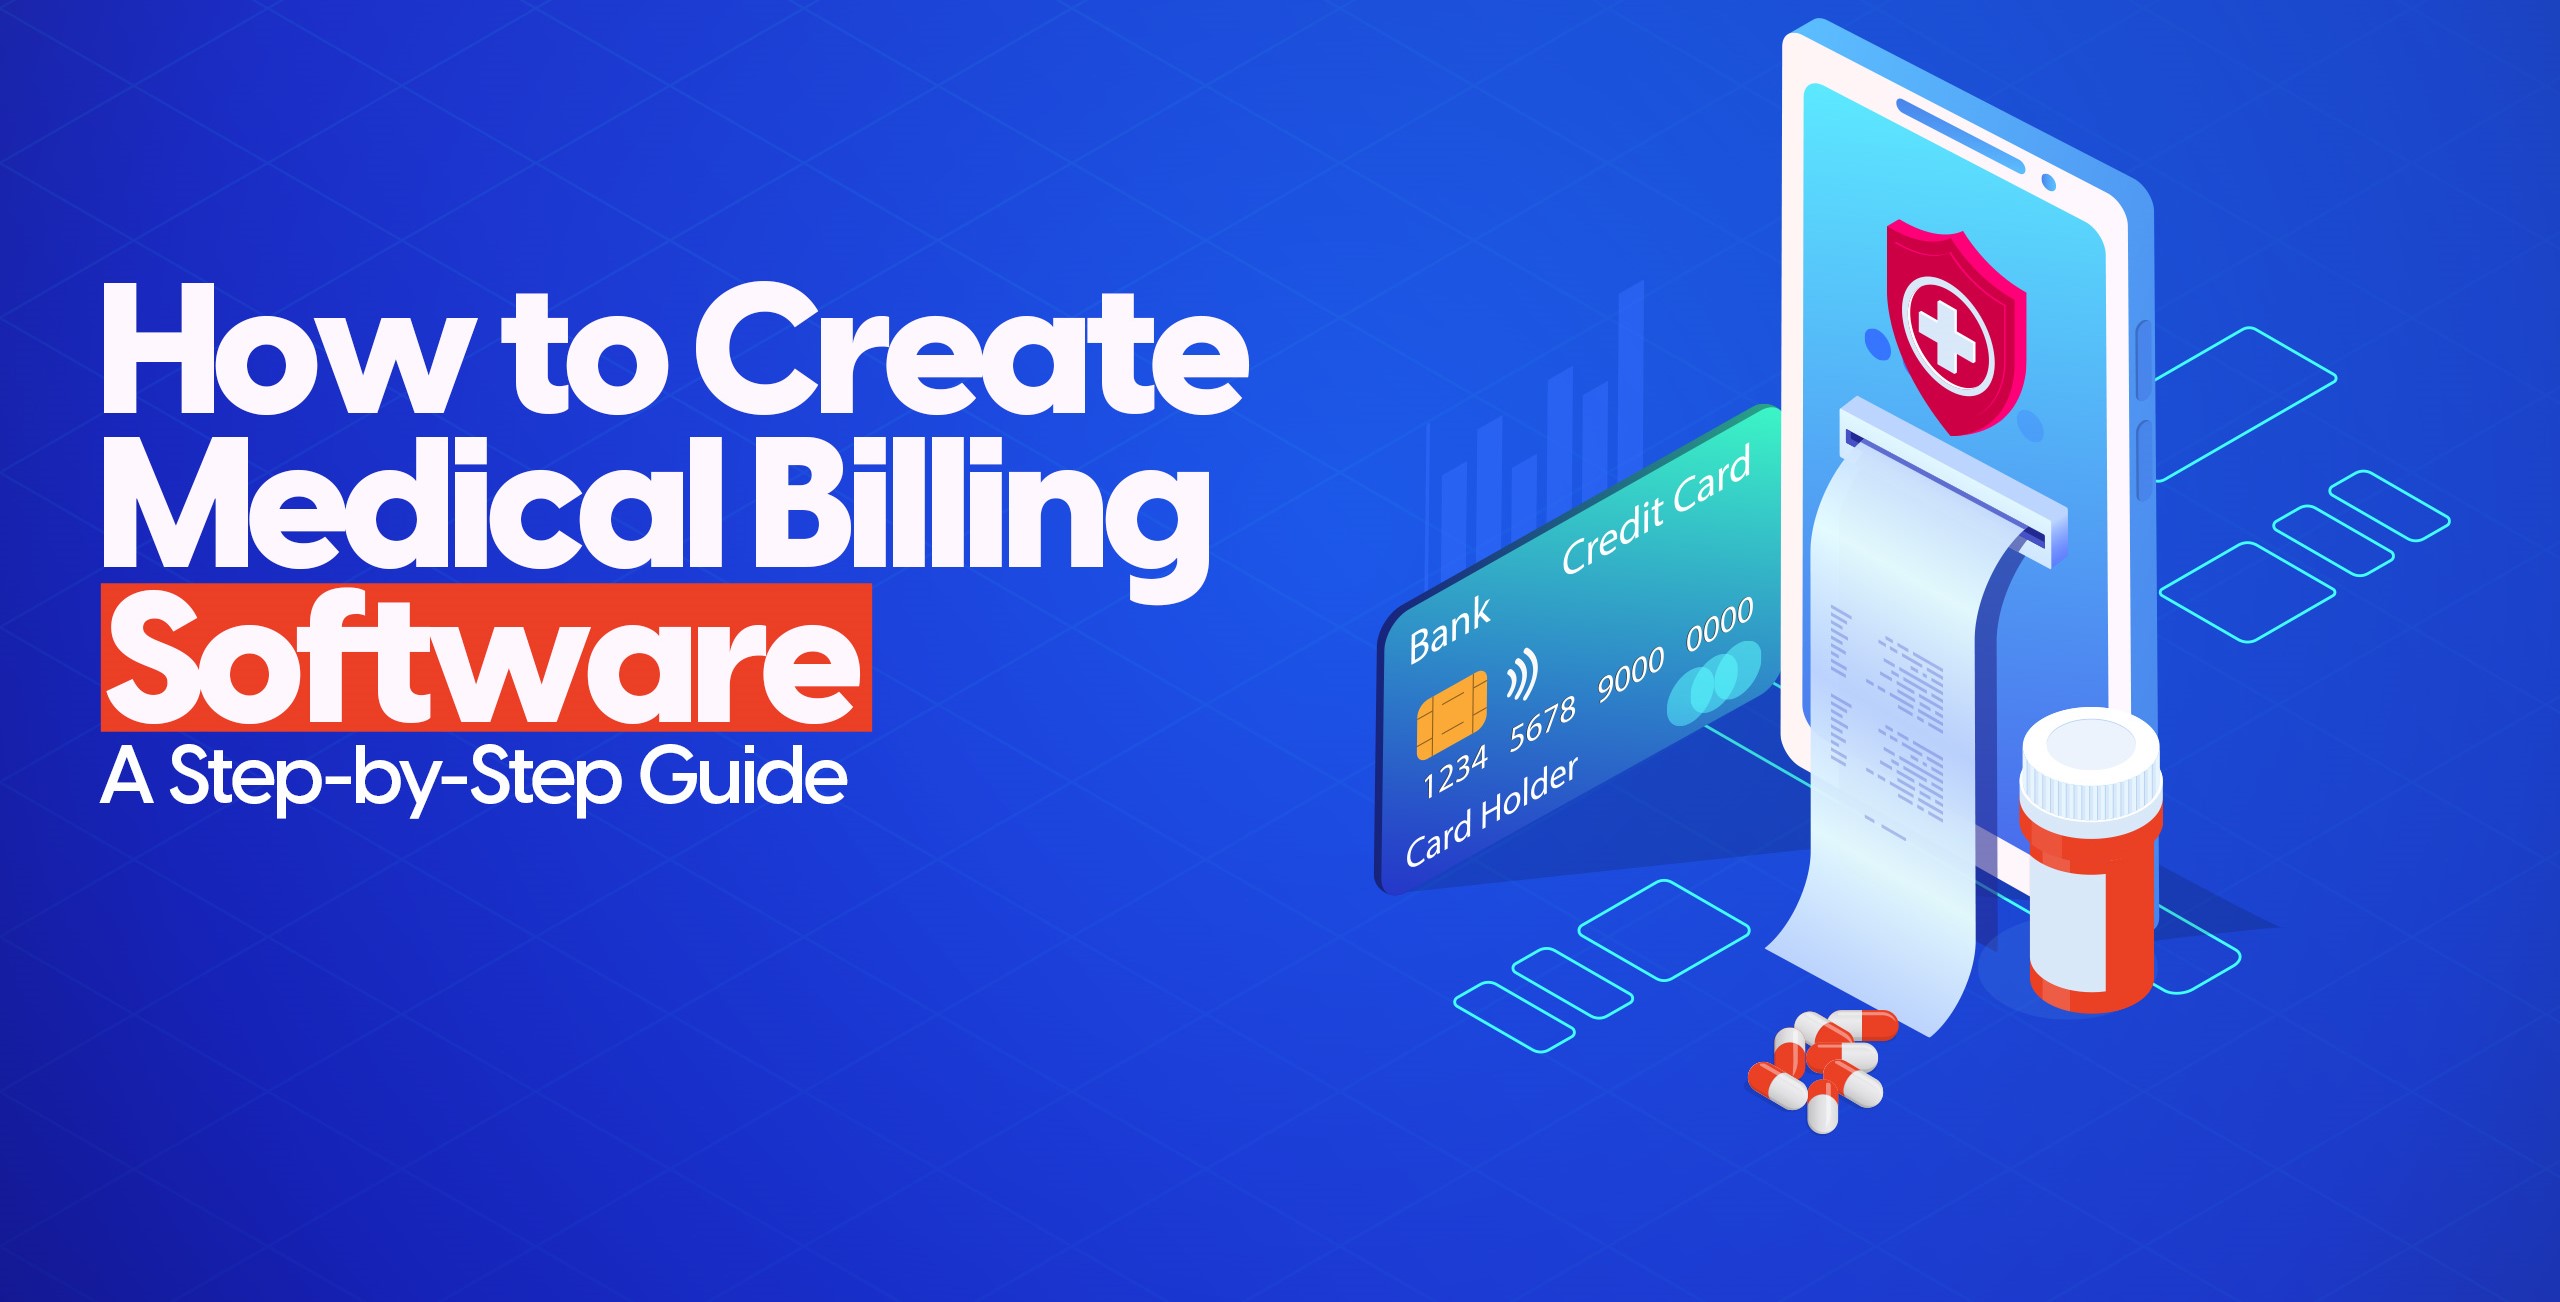 How to Create
Medical Billing
Software
A Step-by-Step Guide
Credit Card
Bank
1234 5678 9000 0000
Card Holder